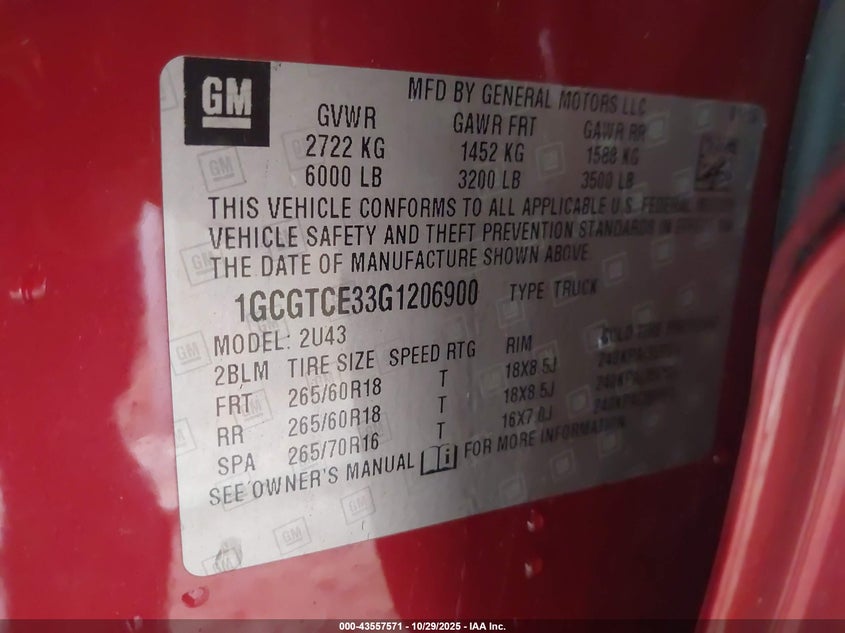 GM
MFD BY GENERAL MOTORS LLC
GVWR GAWR FRT GAWR RR
2722 KG 1452 KG 1588 KG
6000 LB 3200 LB 3500 LB
THIS VEHICLE CONFORMS TO ALL APPLICABLE U.S. FEDERAL
VEHICLE SAFETY AND THEFT PREVENTION STANDARDS IN
THE DATE OF MANUFACTURE SHOWN ABOVE
1GCGTCE33G1206900 TYPE TRUCK
MODEL: 2U43
2BLM TIRE SIZE SPEED RTG RIM COLD TIRE
FRT 265/60R18 T 18X8.5J
RR 265/60R18 T 18X8.5J
SPA 265/70R16 T 16X7.0J
SEE OWNER'S MANUAL FOR MORE INFORMATION
000-43557571 - 10/29/2025 - IAA Inc.